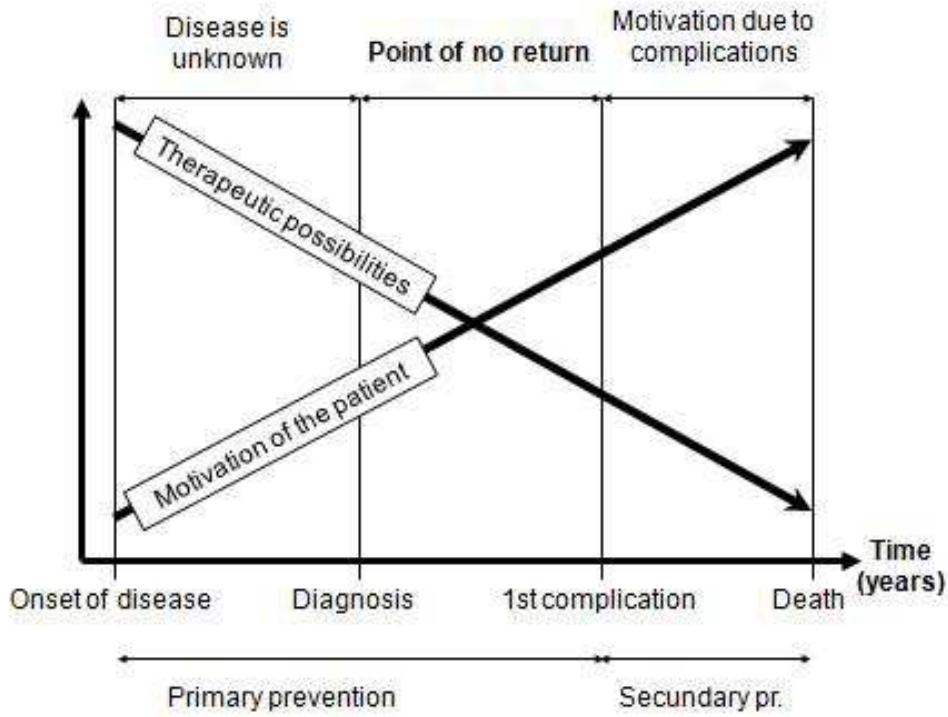 Disease is
unknown
Point of no return
Motivation due to
complications
Therapeutic possibilities
Motivation of the patient
Time
(years)
Onset of disease
Diagnosis
1st complication
Death
Primary prevention
Secundary pr.